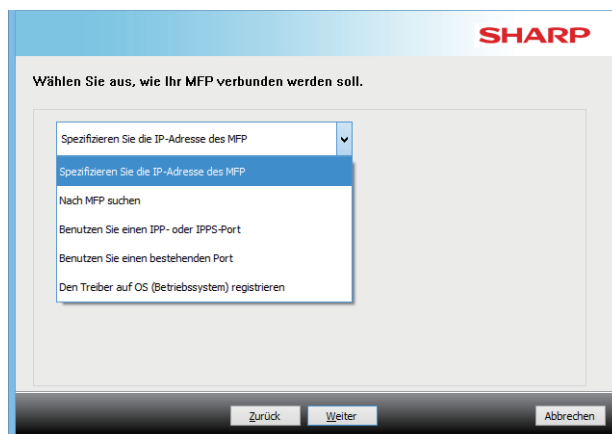 SHARP
Wählen Sie aus, wie Ihr MFP verbunden werden soll.
Spezifizieren Sie die IP-Adresse des MFP
Spezifizieren Sie die IP-Adresse des MFP
Nach MFP suchen
Benutzen Sie einen IPP- oder IPPS-Port
Benutzen Sie einen bestehenden Port
Den Treiber auf OS (Betriebssystem) registrieren
Zurück Weiter Abbrechen